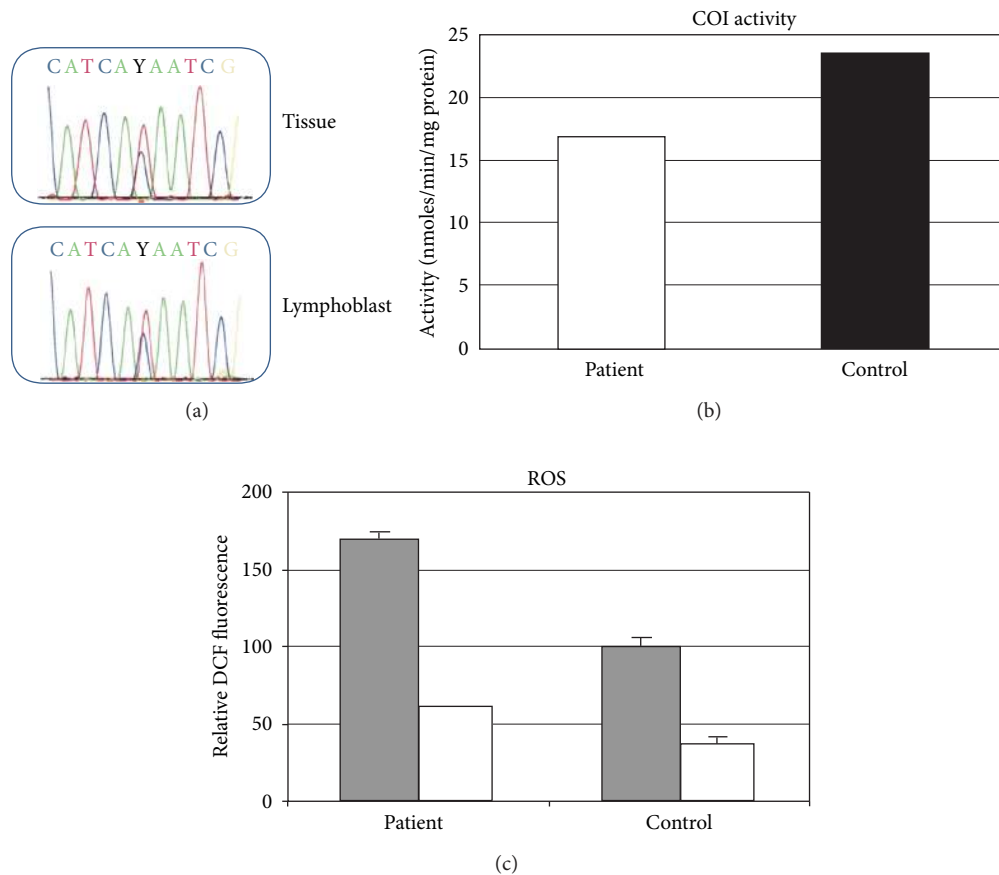 CATCAYAATCG
Tissue
CATCAYAATCG
Lymphoblast
(a)
COI activity
Activity (nmoles/min/mg protein)
25
20
15
10
5
0
Patient
Control
(b)
ROS
Relative DCF fluorescence
200
150
100
50
0
Patient
Control
(c)